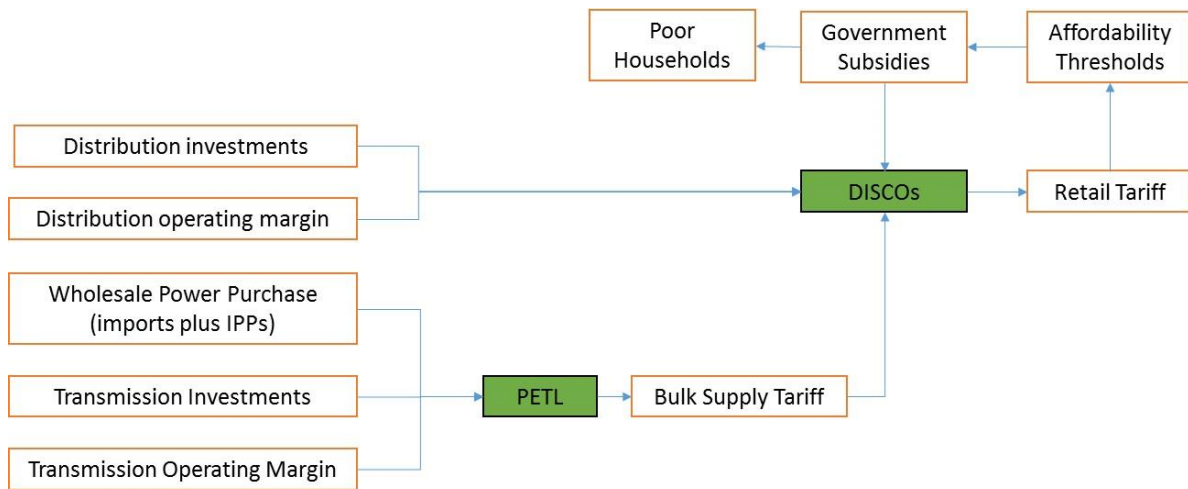 Poor
Households
Government
Subsidies
Affordability
Thresholds
Distribution investments
DISCOs
Retail Tariff
Distribution operating margin
Wholesale Power Purchase
(imports plus IPPs)
Transmission Investments
PETL
Bulk Supply Tariff
Transmission Operating Margin